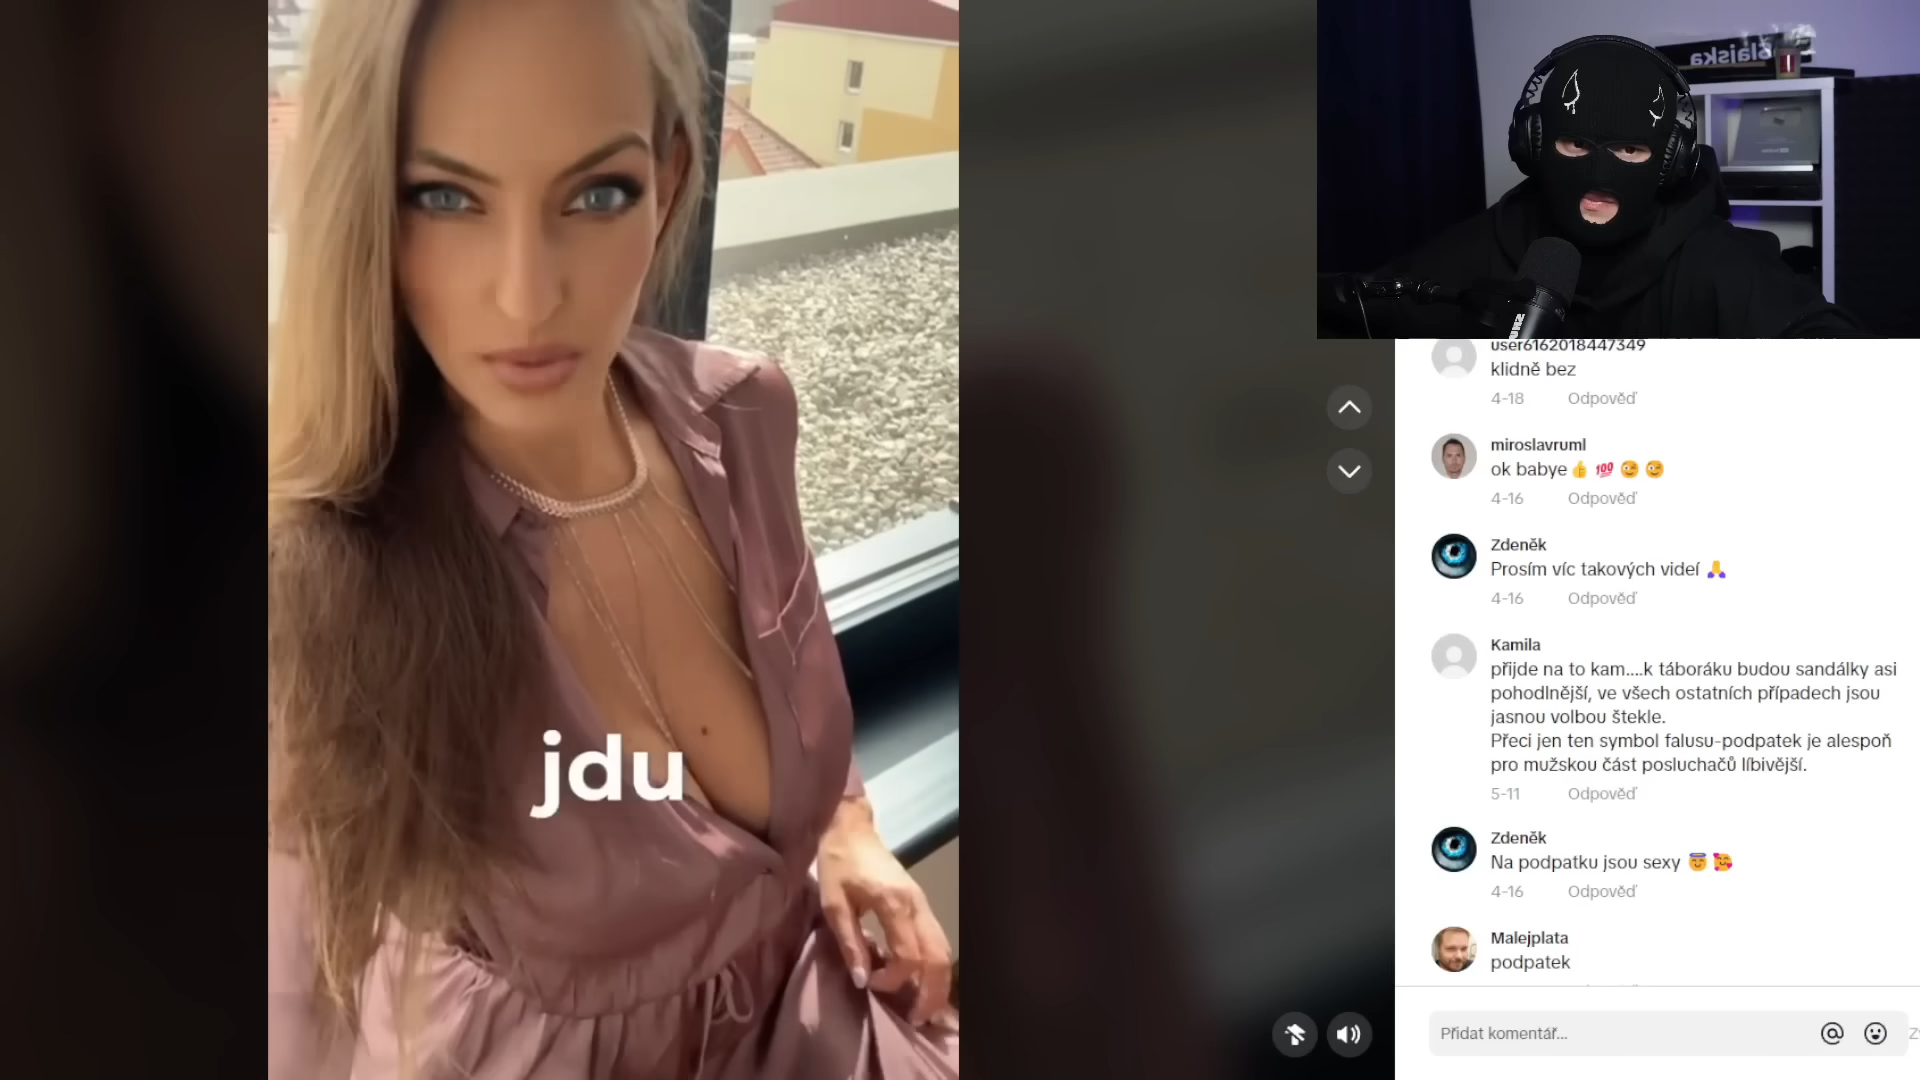 jdu
user6162018447349
klidně bez
4-18 Odpověď
miroslavruml
ok babye👍 💯 🥴 🥴
4-16 Odpověď
Zdeněk
Prosím víc takových videí 🙏
4-16 Odpověď
Kamila
přijde na to kam....k táboráku budou sandálky asi
pohodlnější, ve všech ostatních případech jsou
jasnou volbou štekle.
Přeci jen ten symbol falusu-podpatek je alespoň
pro mužskou část posluchačů líbivější.
5-11 Odpověď
Zdeněk
Na podpatku jsou sexy 😇 🥰
4-16 Odpověď
Malejplata
podpatek
Přidat komentář...